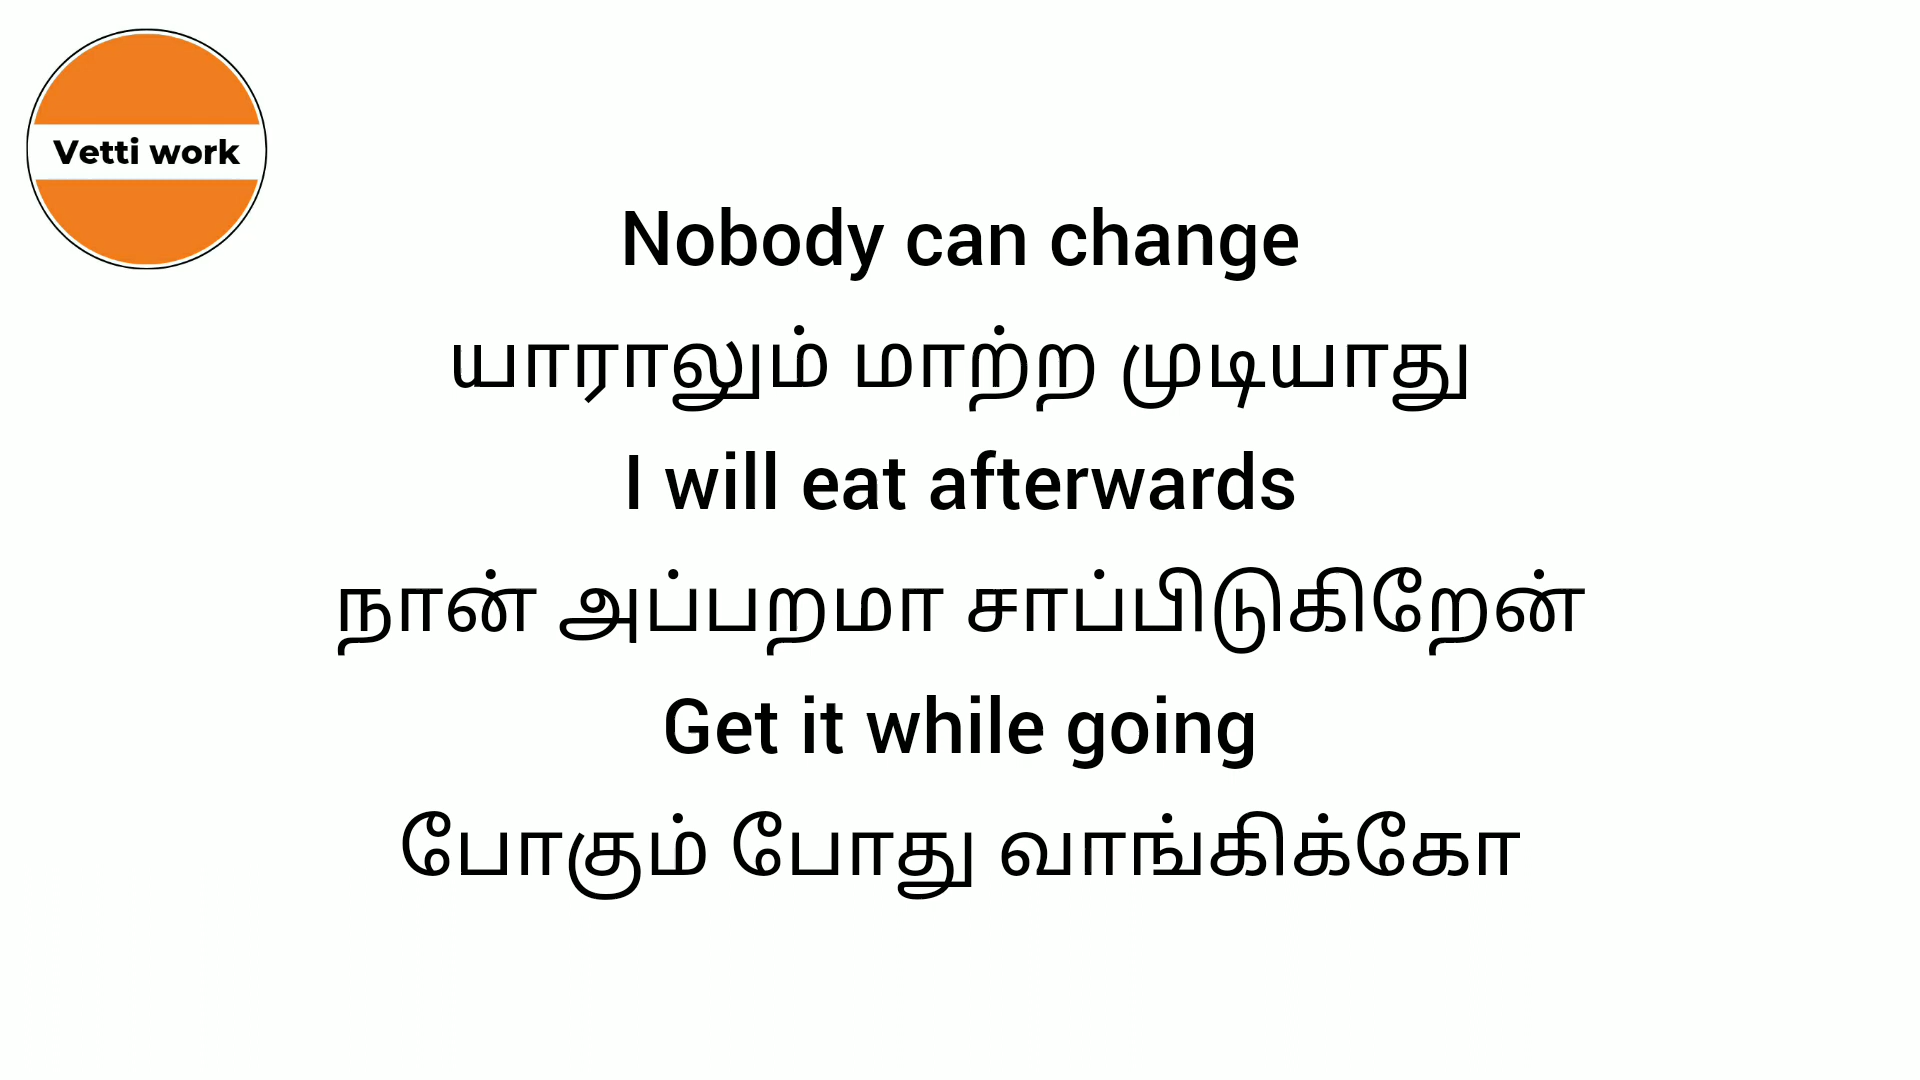 Vetti work
Nobody can change
யாராலும் மாற்ற முடியாது
I will eat afterwards
நான் அப்பறமா சாப்பிடுகிறேன்
Get it while going
போகும் போது வாங்கிக்கோ